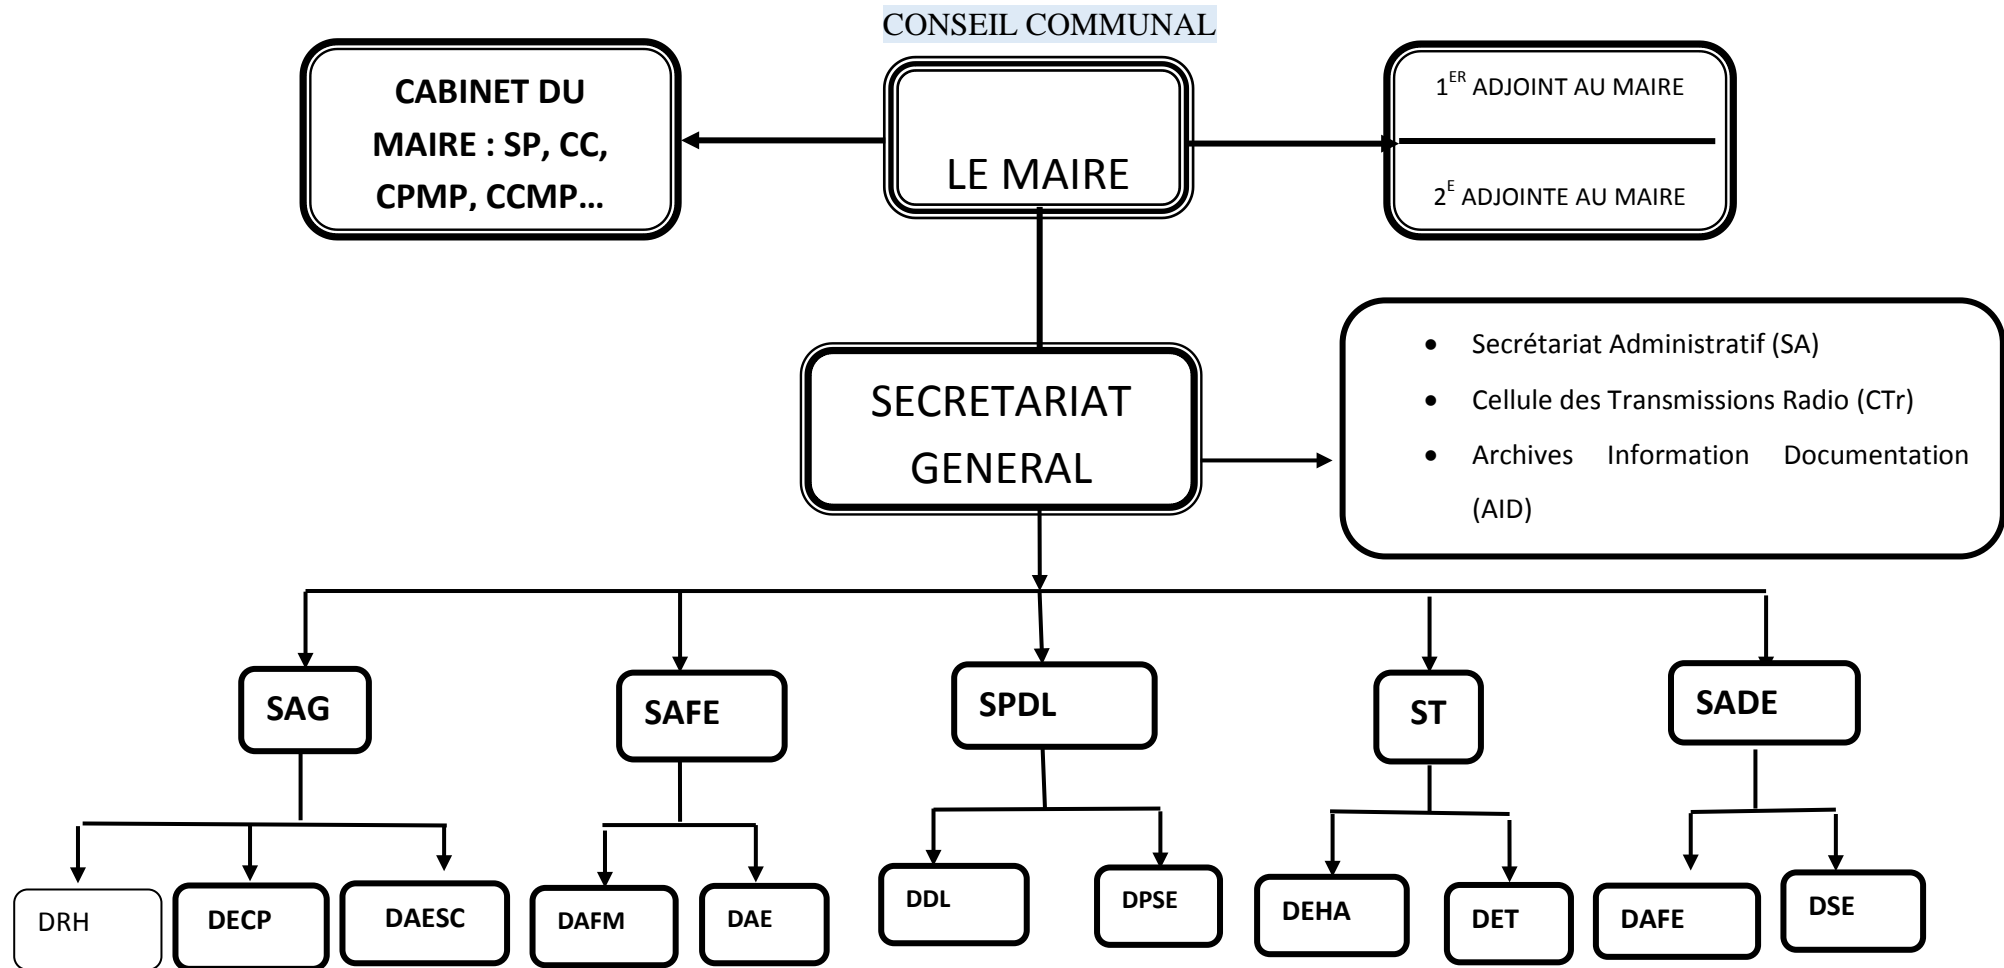 CONSEIL COMMUNAL
CABINET DU
MAIRE : SP, CC,
CPMP, CCMP...
LE MAIRE
1ER ADJOINT AU MAIRE
2E ADJOINTE AU MAIRE
SECRETARIAT
GENERAL
• Secrétariat Administratif (SA)
• Cellule des Transmissions Radio (CTr)
• Archives Information Documentation
(AID)
SAG
SAFE
SPDL
ST
SADE
DRH
DECP
DAESC
DAFM
DAE
DDL
DPSE
DEHA
DET
DAFE
DSE